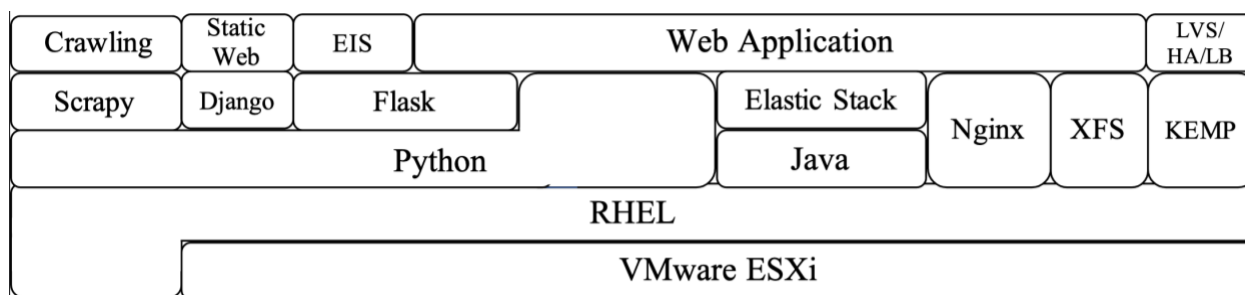 Crawling
Static
Web
EIS
Web Application
LVS/
HA/LB
Scrapy
Django
Flask
Elastic Stack
Nginx
XFS
KEMP
Python
Java
RHEL
VMware ESXi